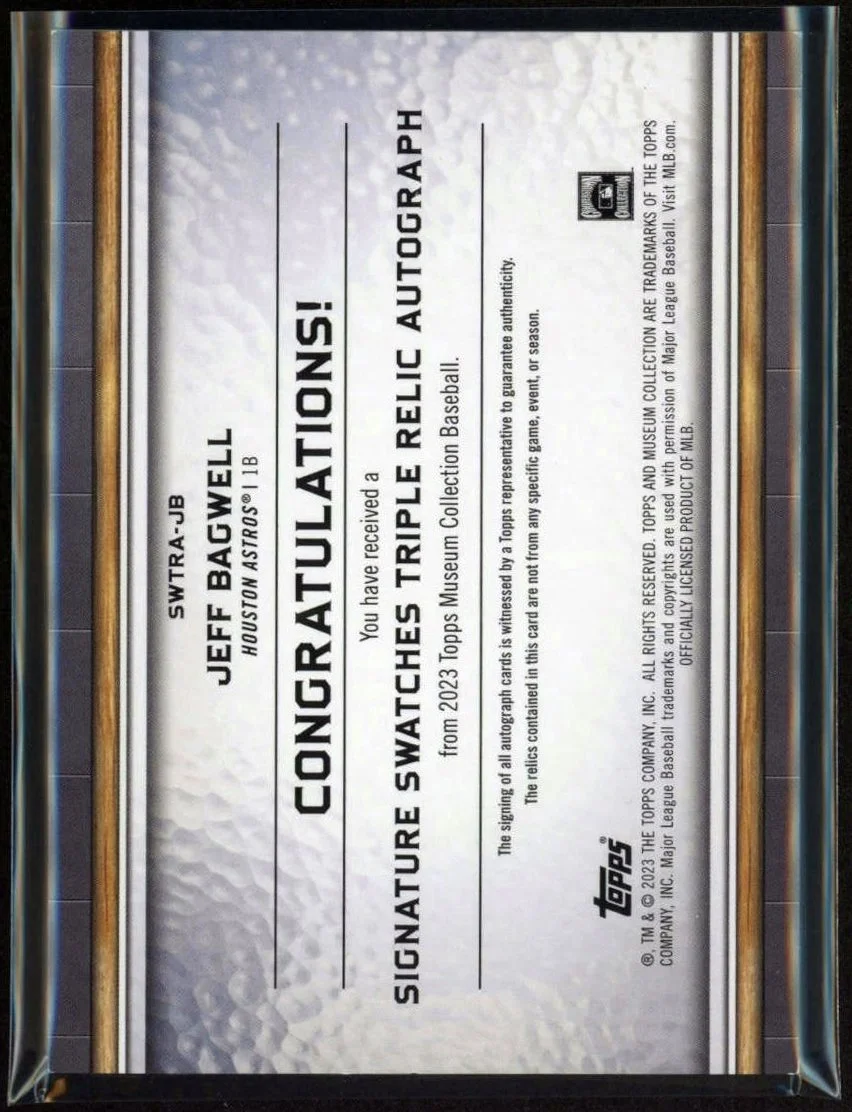 SWTRA-JB
JEFF BAGWELL
HOUSTON ASTROS® | 1B
CONGRATULATIONS!
You have received a
SIGNATURE SWATCHES TRIPLE RELIC AUTOGRAPH
from 2023 Topps Museum Collection Baseball.
The signing of all autograph cards is witnessed by a Topps representative to guarantee authenticity.
The relics contained in this card are not from any specific game, event, or season.
topps®
COOPERSTOWN
COLLECTION
®, TM & © 2023 THE TOPPS COMPANY, INC. ALL RIGHTS RESERVED. TOPPS AND MUSEUM COLLECTION ARE TRADEMARKS OF THE TOPPS
COMPANY, INC. Major League Baseball trademarks and copyrights are used with permission of Major League Baseball. Visit MLB.com.
OFFICIALLY LICENSED PRODUCT OF MLB.